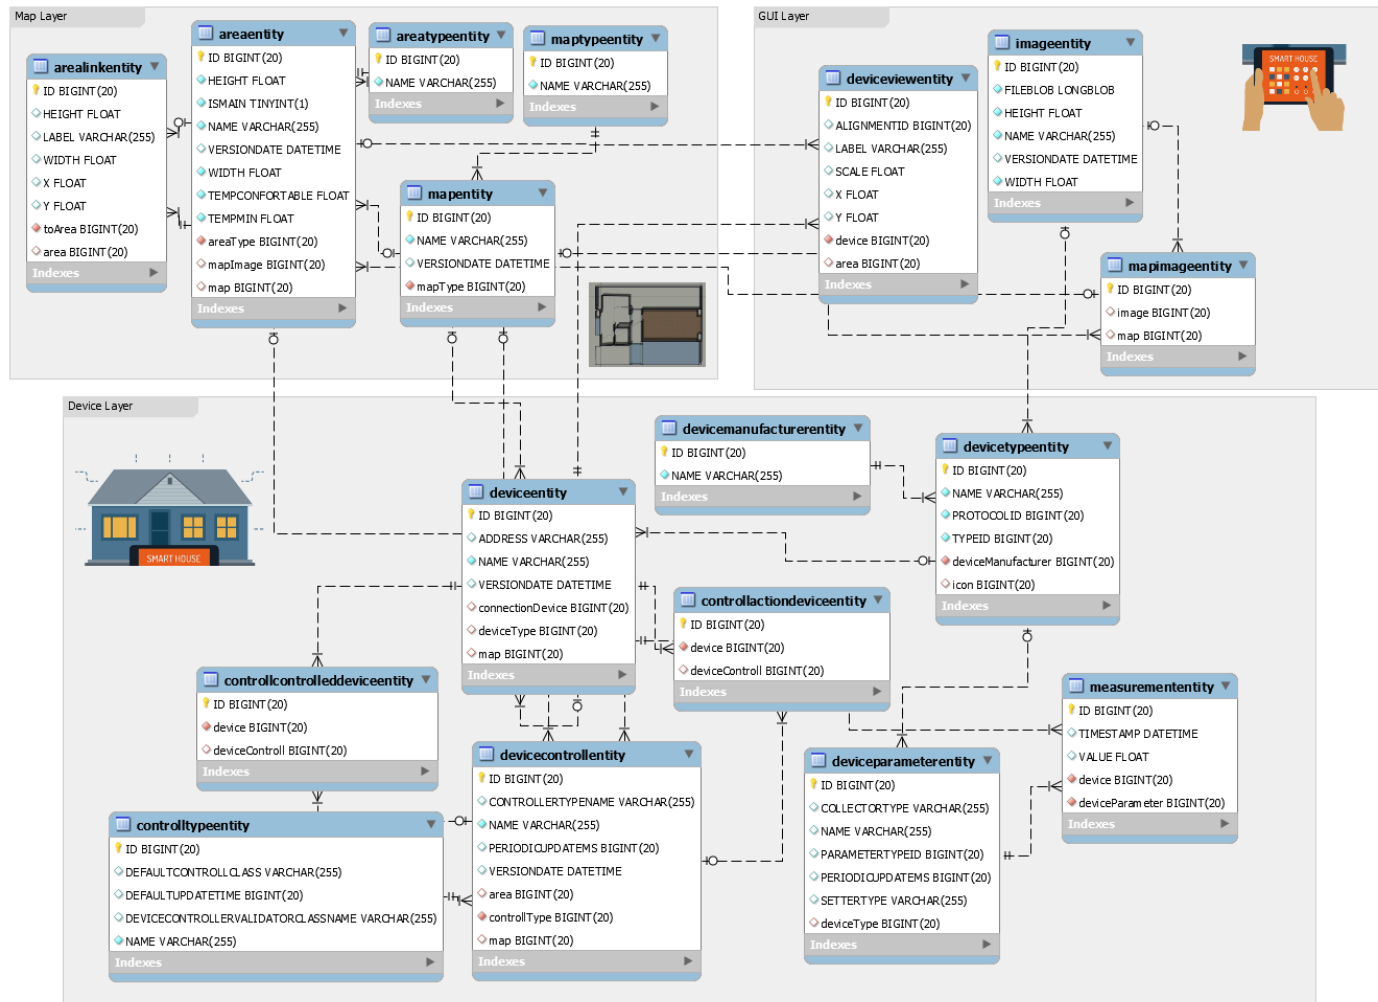 Map Layer
arealinkentity
ID BIGINT(20)
HEIGHT FLOAT
LABEL VARCHAR(255)
WIDTH FLOAT
X FLOAT
Y FLOAT
toArea BIGINT(20)
area BIGINT(20)
Indexes
areaentity
ID BIGINT(20)
HEIGHT FLOAT
ISMAIN TINYINT(1)
NAME VARCHAR(255)
VERSIONDATE DATETIME
WIDTH FLOAT
TEMPCONFORTABLE FLOAT
TEMPMIN FLOAT
areaType BIGINT(20)
mapImage BIGINT(20)
map BIGINT(20)
Indexes
areatypeentity
ID BIGINT(20)
NAME VARCHAR(255)
Indexes
maptypeentity
ID BIGINT(20)
NAME VARCHAR(255)
Indexes
mapentity
ID BIGINT(20)
NAME VARCHAR(255)
VERSIONDATE DATETIME
mapType BIGINT(20)
Indexes
GUI Layer
deviceviewentity
ID BIGINT(20)
ALIGNMENTID BIGINT(20)
LABEL VARCHAR(255)
SCALE FLOAT
X FLOAT
Y FLOAT
device BIGINT(20)
area BIGINT(20)
Indexes
imageentity
ID BIGINT(20)
FILEBLOB LONGBLOB
HEIGHT FLOAT
NAME VARCHAR(255)
VERSIONDATE DATETIME
WIDTH FLOAT
Indexes
SMART HOUSE
mapimageentity
ID BIGINT(20)
image BIGINT(20)
map BIGINT(20)
Indexes
Device Layer
SMART HOUSE
devicemanufacturerentity
ID BIGINT(20)
NAME VARCHAR(255)
Indexes
devicetypeentity
ID BIGINT(20)
NAME VARCHAR(255)
PROTOCOLID BIGINT(20)
TYPEID BIGINT(20)
deviceManufacturer BIGINT(20)
icon BIGINT(20)
Indexes
deviceentity
ID BIGINT(20)
ADDRESS VARCHAR(255)
NAME VARCHAR(255)
VERSIONDATE DATETIME
connectionDevice BIGINT(20)
deviceType BIGINT(20)
map BIGINT(20)
Indexes
controllactiondeviceentity
ID BIGINT(20)
device BIGINT(20)
deviceControll BIGINT(20)
Indexes
controllcontrolleddeviceentity
ID BIGINT(20)
device BIGINT(20)
deviceControll BIGINT(20)
Indexes
measuremententity
ID BIGINT(20)
TIMESTAMP DATETIME
VALUE FLOAT
device BIGINT(20)
deviceParameter BIGINT(20)
Indexes
devicecontrollentity
ID BIGINT(20)
CONTROLLERTYPENAME VARCHAR(255)
NAME VARCHAR(255)
PERIODICUPDATEMS BIGINT(20)
VERSIONDATE DATETIME
area BIGINT(20)
controllType BIGINT(20)
map BIGINT(20)
Indexes
deviceparameterentity
ID BIGINT(20)
COLLECTORTYPE VARCHAR(255)
NAME VARCHAR(255)
PARAMETERTYPEID BIGINT(20)
PERIODICUPDATEMS BIGINT(20)
SETTERTYPE VARCHAR(255)
deviceType BIGINT(20)
Indexes
controlltypeentity
ID BIGINT(20)
DEFAULTCONTROLLCLASS VARCHAR(255)
DEFAULTUPDATETIME BIGINT(20)
DEVICECONTROLLERVALIDATORCLASSNAME VARCHAR(255)
NAME VARCHAR(255)
Indexes